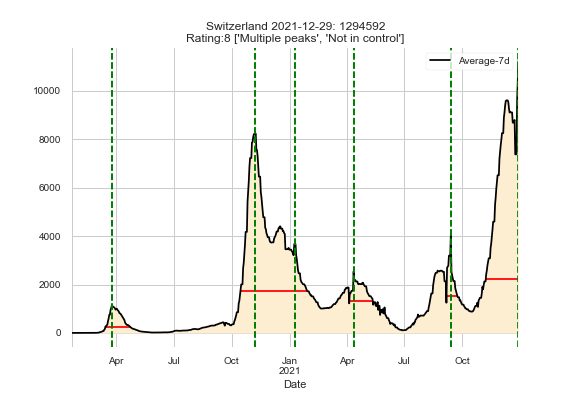 Switzerland 2021-12-29: 1294592
Rating:8 ['Multiple peaks', 'Not in control']
Average-7d
10000
8000
6000
4000
2000
0
Apr Jul Oct Jan Apr Jul Oct
2021
Date